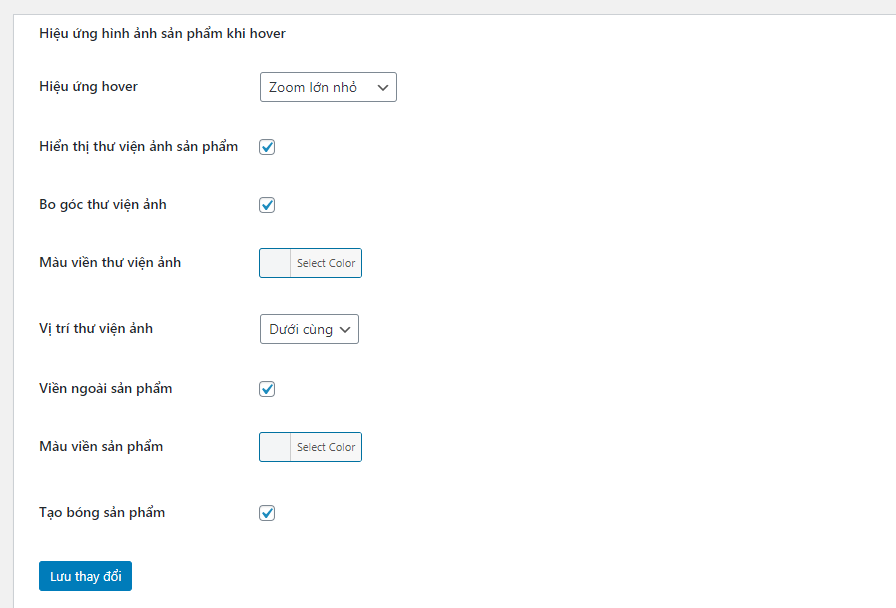 Hiệu ứng hình ảnh sản phẩm khi hover
Hiệu ứng hover
Zoom lớn nhỏ
Hiển thị thư viện ảnh sản phẩm
Bo góc thư viện ảnh
Màu viền thư viện ảnh
Select Color
Vị trí thư viện ảnh
Dưới cùng
Viền ngoài sản phẩm
Màu viền sản phẩm
Select Color
Tạo bóng sản phẩm
Lưu thay đổi